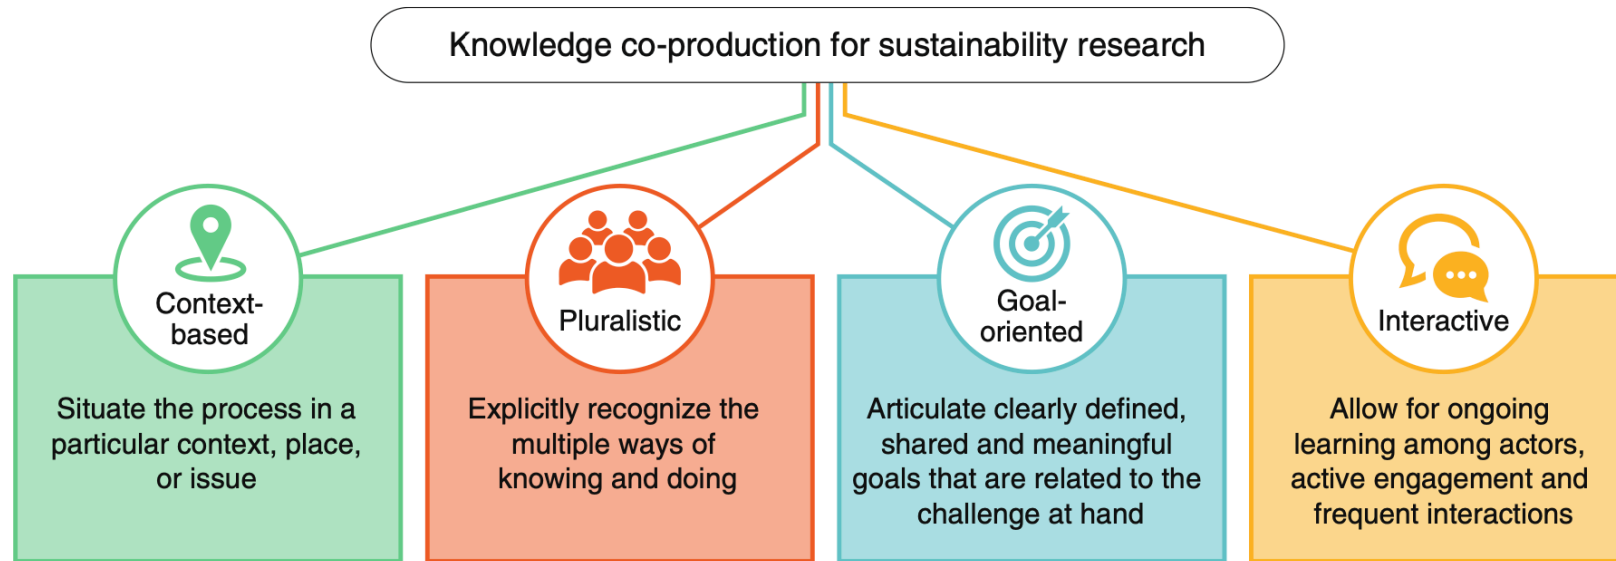 Knowledge co-production for sustainability research
Context-
based
Situate the process in a
particular context, place,
or issue
Pluralistic
Explicitly recognize the
multiple ways of
knowing and doing
Goal-
oriented
Articulate clearly defined,
shared and meaningful
goals that are related to the
challenge at hand
Interactive
Allow for ongoing
learning among actors,
active engagement and
frequent interactions